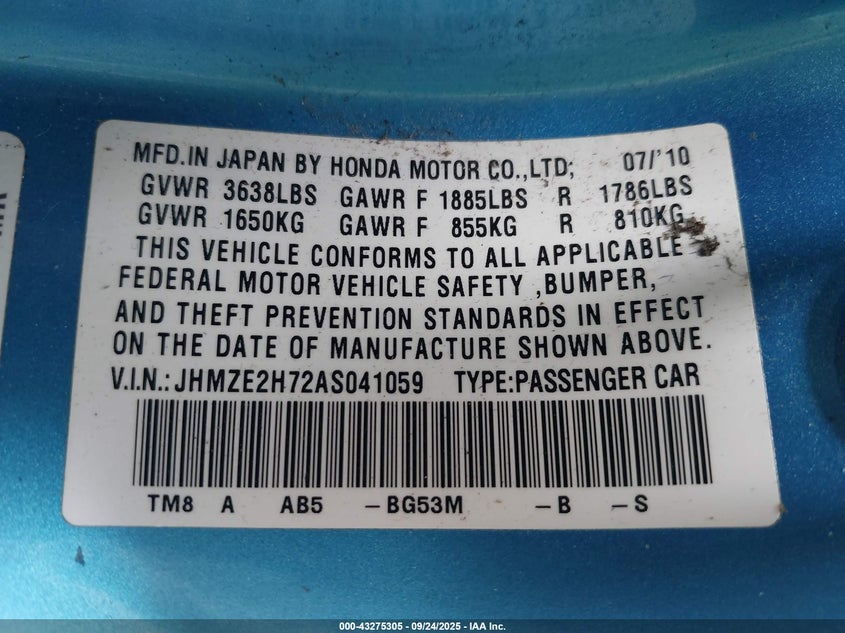 MFD.IN JAPAN BY HONDA MOTOR CO.,LTD; 07/'10
GVWR 3638LBS GAWR F 1885LBS R 1786LBS
GVWR 1650KG GAWR F 855KG R 810KG
THIS VEHICLE CONFORMS TO ALL APPLICABLE
FEDERAL MOTOR VEHICLE SAFETY ,BUMPER,
AND THEFT PREVENTION STANDARDS IN EFFECT
ON THE DATE OF MANUFACTURE SHOWN ABOVE.
V.I.N.:JHMZE2H72AS041059 TYPE:PASSENGER CAR
TM8 A AB5 -BG53M -B -S
000-43275305 - 09/24/2025 - IAA Inc.